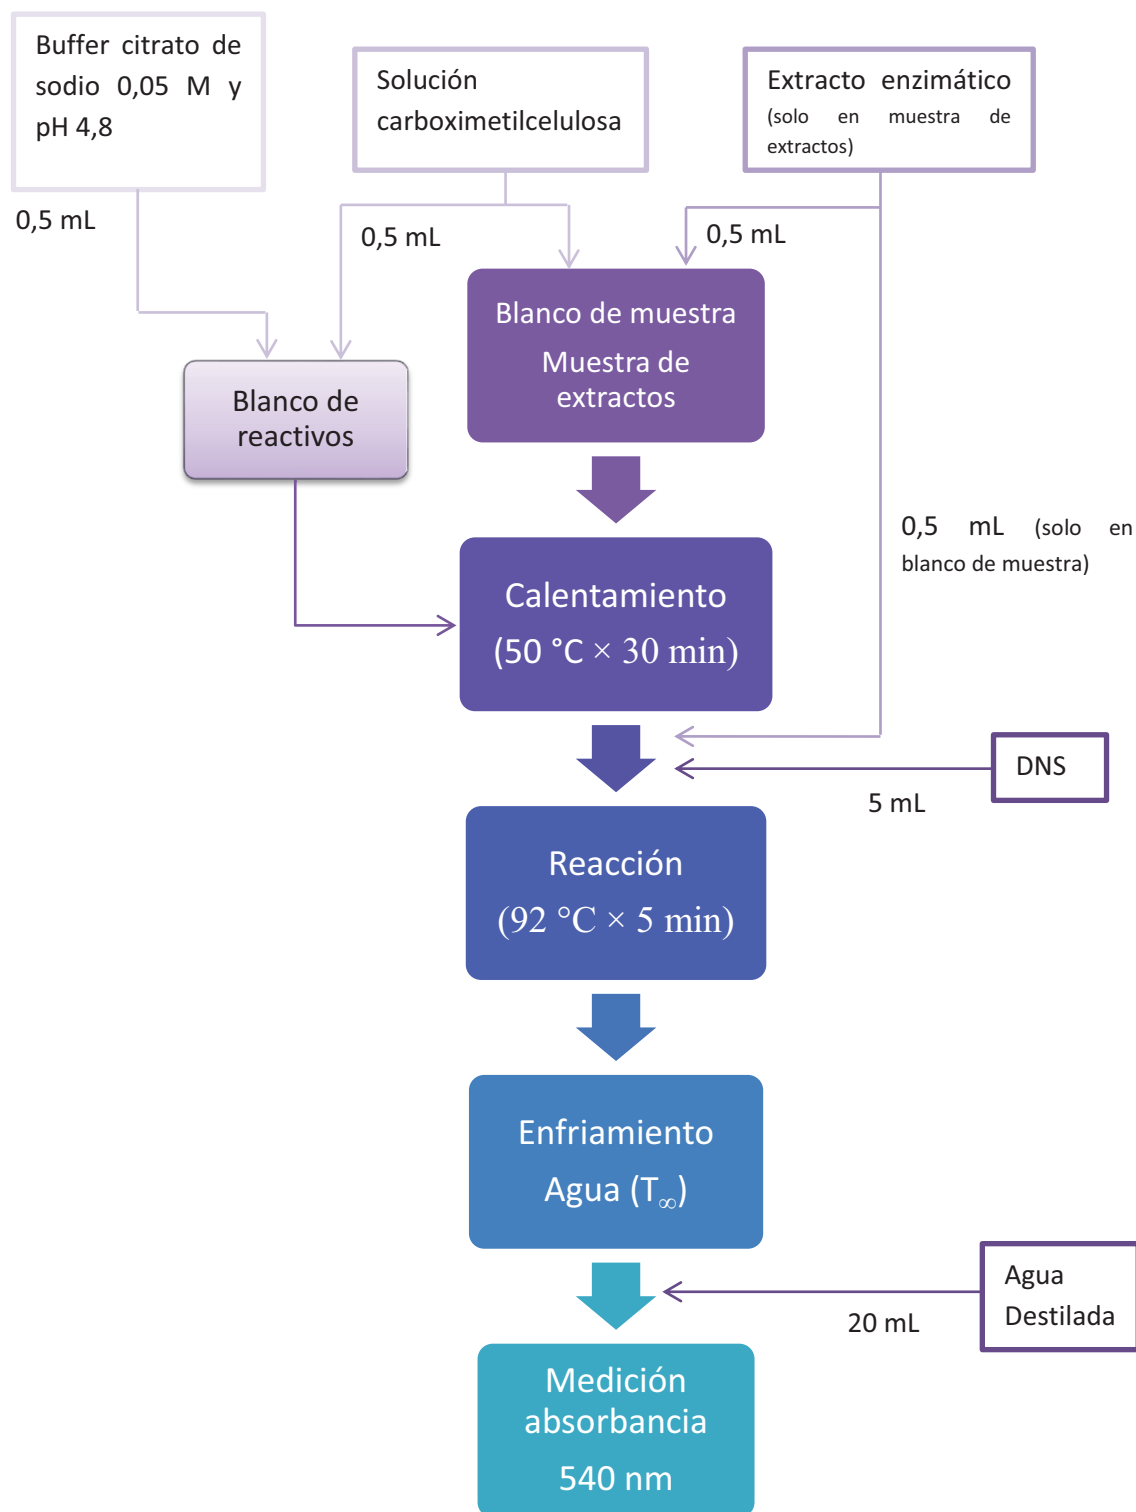 Buffer citrato de
sodio 0,05 M y
pH 4,8
Solución
carboximetilcelulosa
Extracto enzimático
(solo en muestra de
extractos)
0,5 mL
0,5 mL
0,5 mL
Blanco de muestra
Muestra de
extractos
Blanco de
reactivos
0,5 mL (solo en
blanco de muestra)
Calentamiento
(50 °C × 30 min)
DNS
5 mL
Reacción
(92 °C × 5 min)
Enfriamiento
Agua (T∞)
Agua
Destilada
20 mL
Medición
absorbancia
540 nm